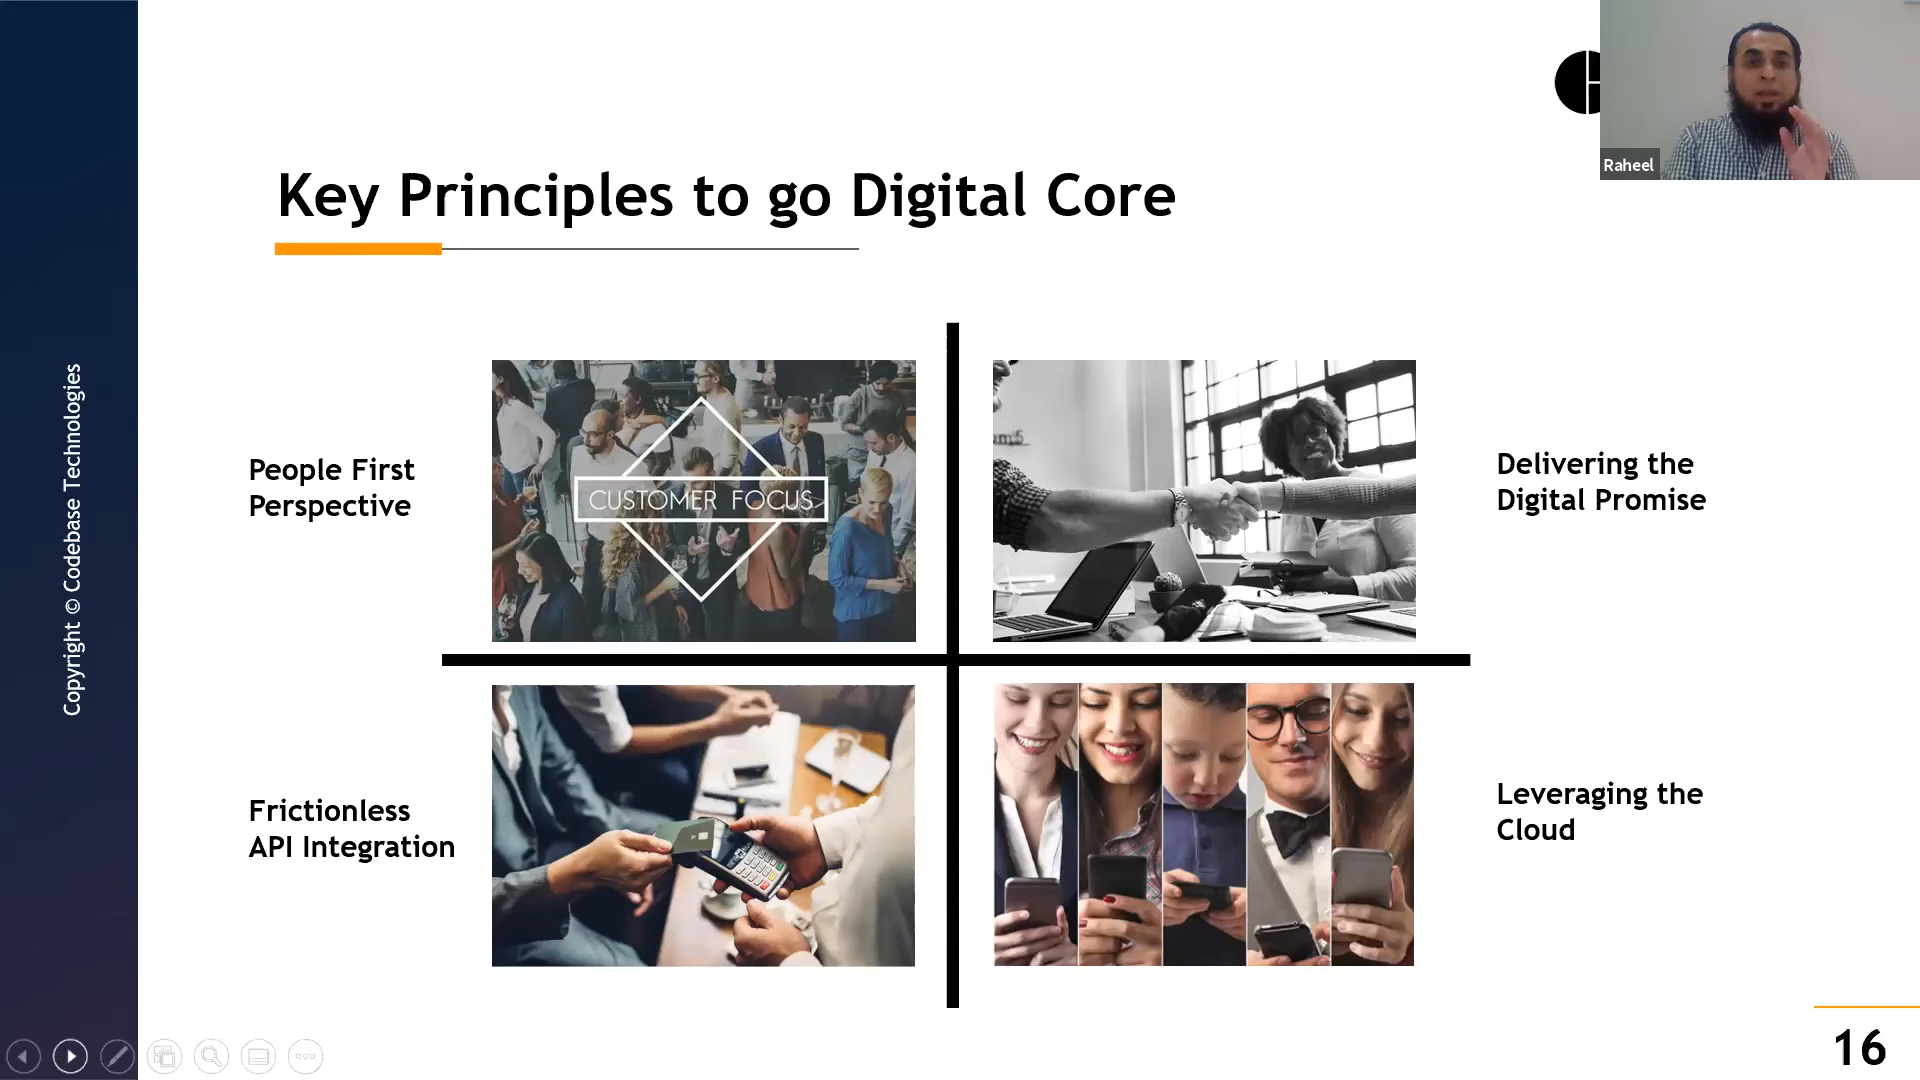 Raheel
Key Principles to go Digital Core
Copyright © Codebase Technologies
People First
Perspective
CUSTOMER FOCUS
Delivering the
Digital Promise
Frictionless
API Integration
Leveraging the
Cloud
16